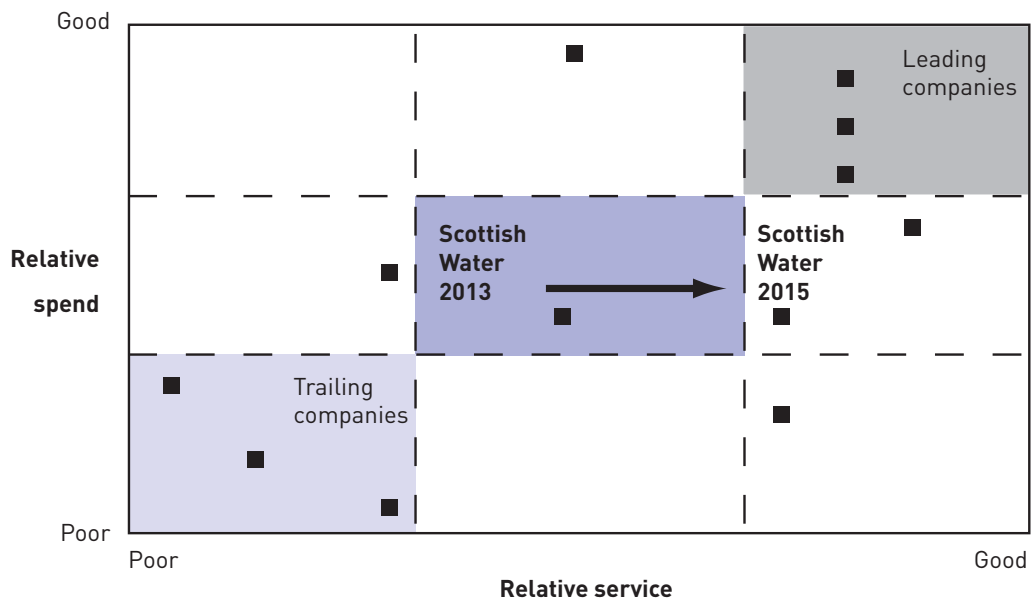 Good
Leading
companies
Relative
spend
Scottish
Water
2013
Scottish
Water
2015
Trailing
companies
Poor
Poor
Good
Relative service